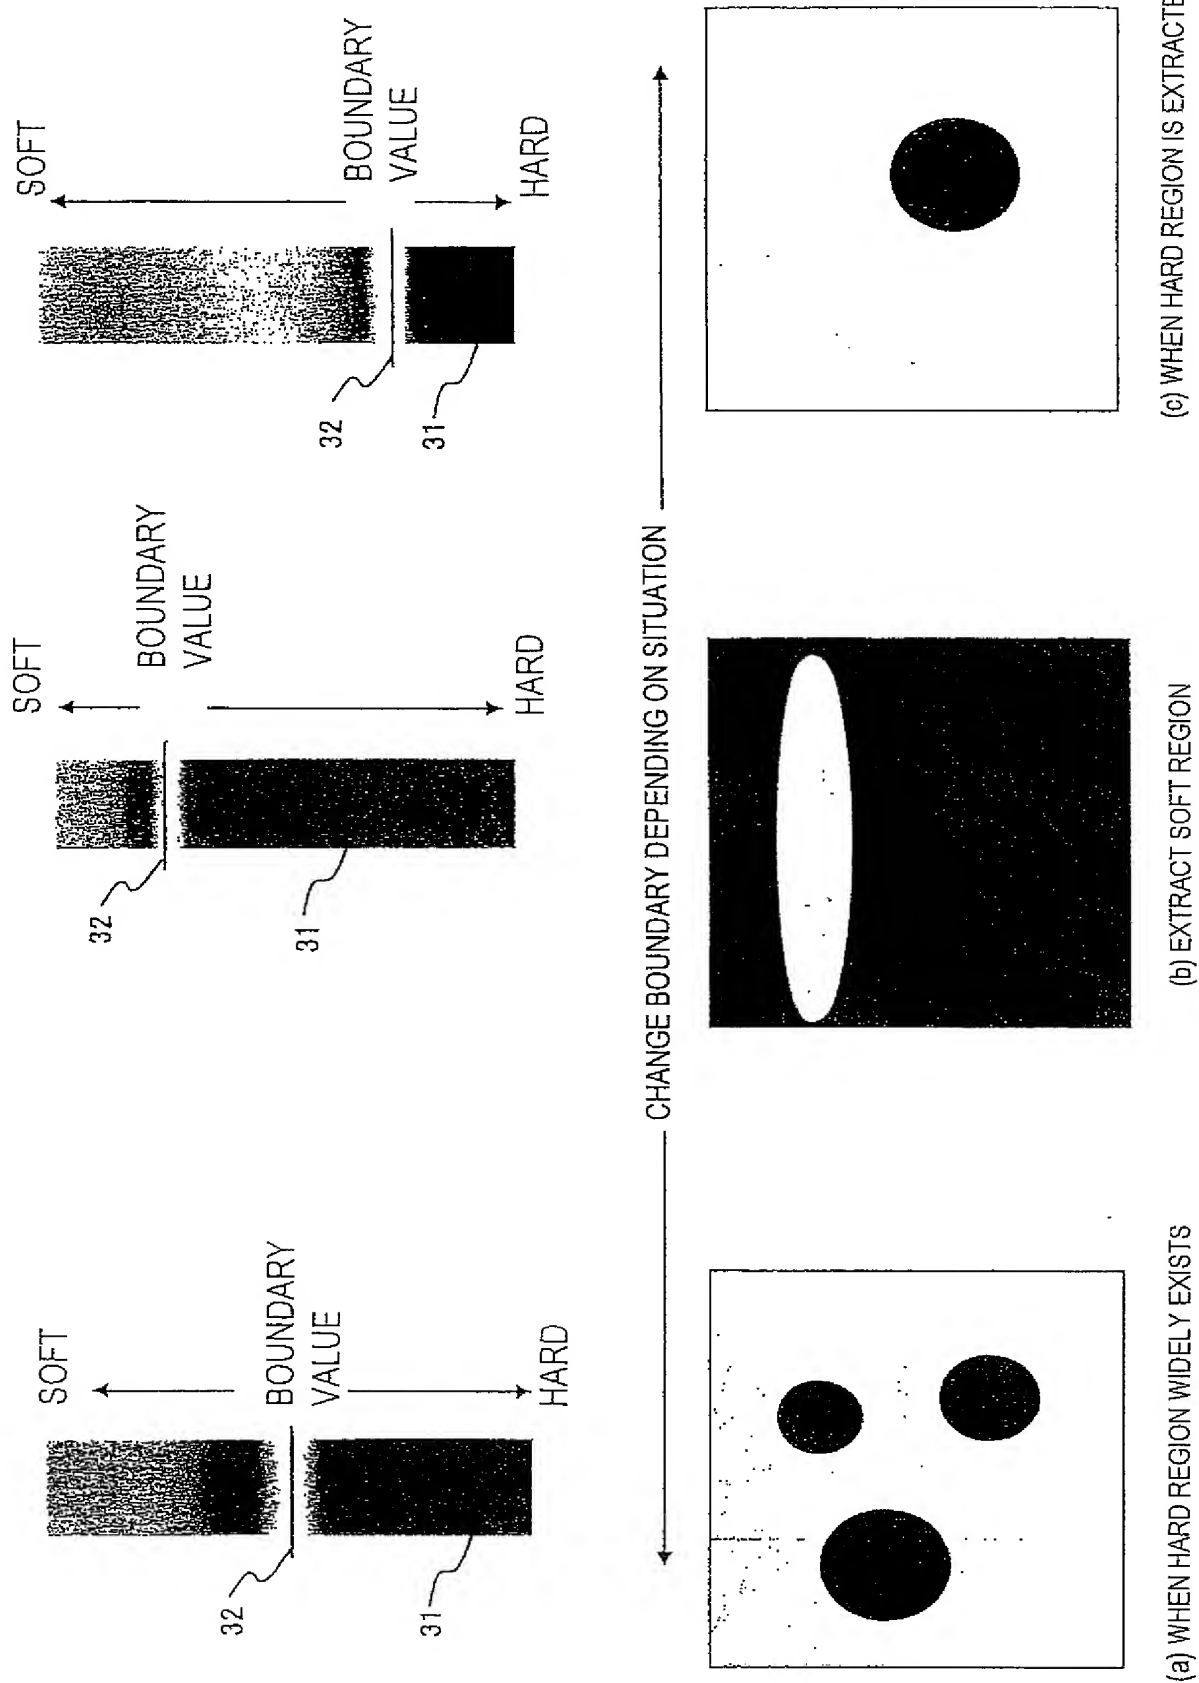 SOFT
BOUNDARY
VALUE
HARD
32
31
SOFT
BOUNDARY
VALUE
HARD
32
31
SOFT
BOUNDARY
VALUE
HARD
32
31
CHANGE BOUNDARY DEPENDING ON SITUATION
(a) WHEN HARD REGION WIDELY EXISTS
(b) EXTRACT SOFT REGION
(c) WHEN HARD REGION IS EXTRACTE